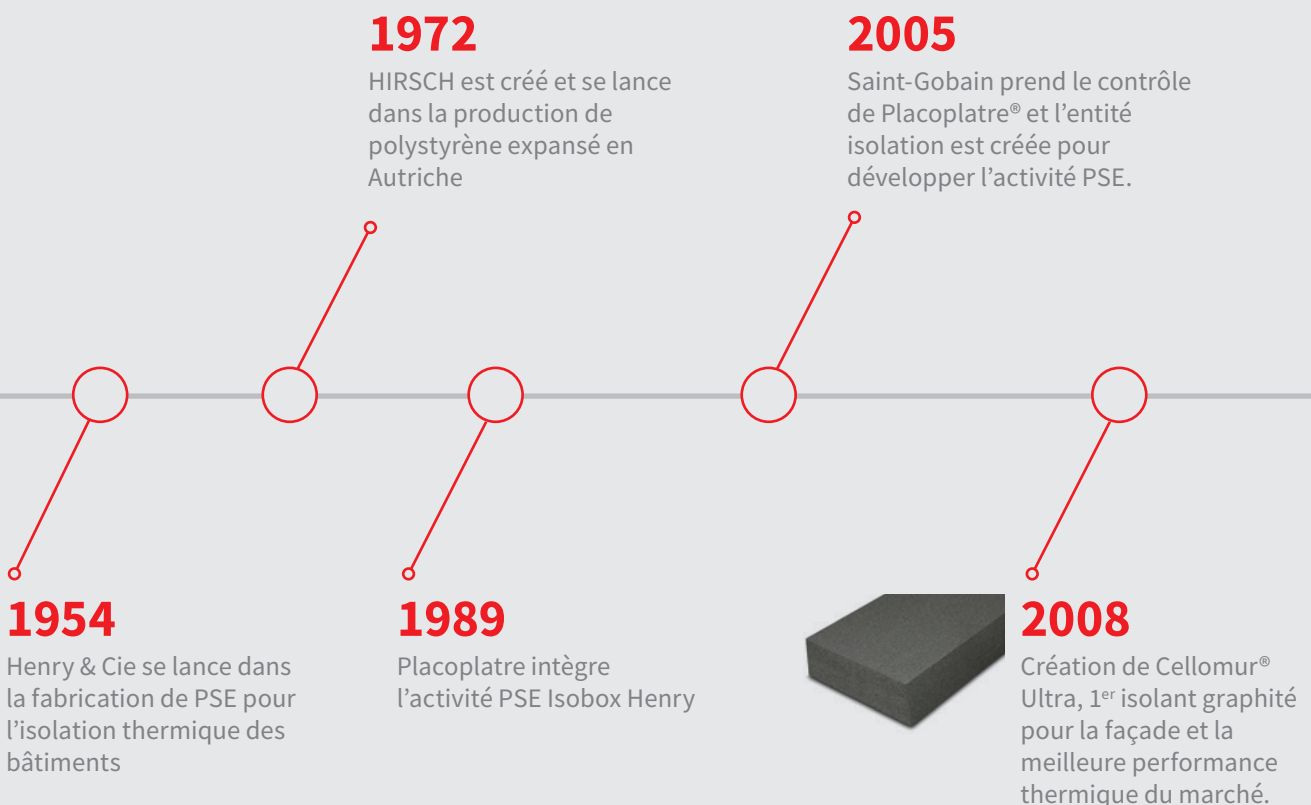 1972
HIRSCH est créé et se lance
dans la production de
polystyrène expansé en
Autriche
2005
Saint-Gobain prend le contrôle
de Placoplatre® et l’entité
isolation est créée pour
développer l’activité PSE.
1954
Henry & Cie se lance dans
la fabrication de PSE pour
l’isolation thermique des
bâtiments
1989
Placoplatre intègre
l’activité PSE Isobox Henry
2008
Création de Cellomur®
Ultra, 1er isolant graphité
pour la façade et la
meilleure performance
thermique du marché.